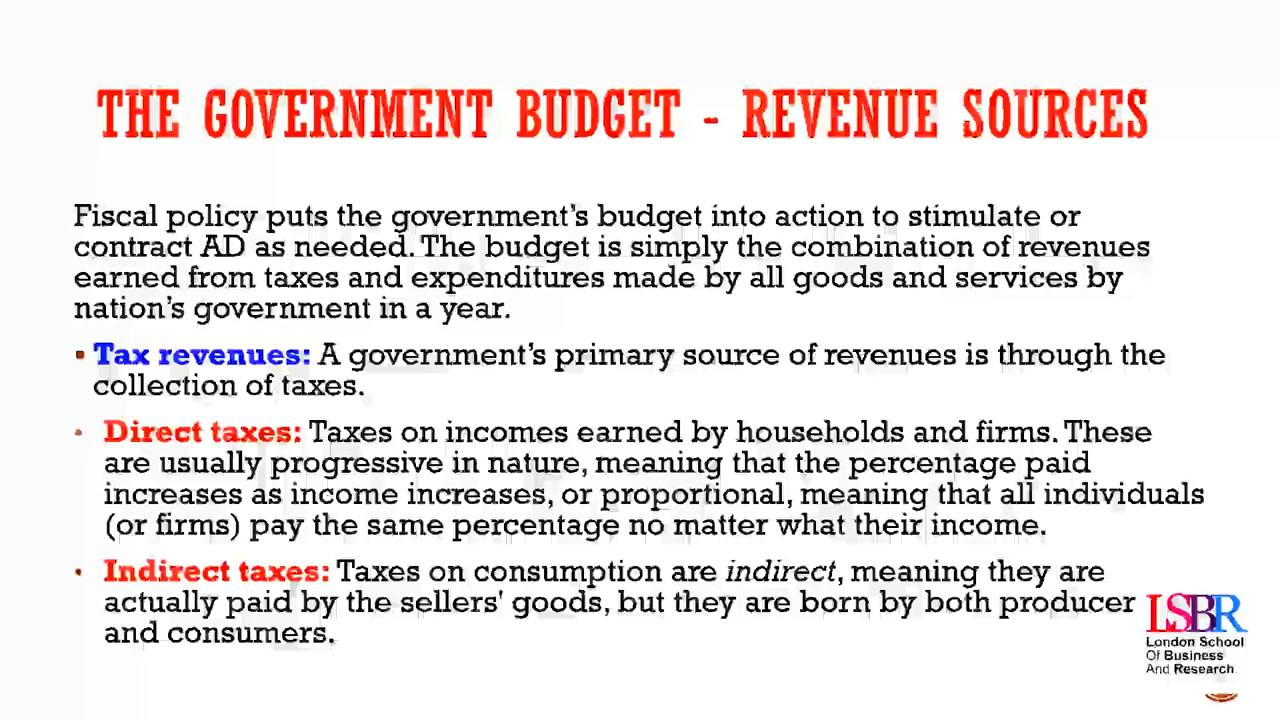 THE GOVERNMENT BUDGET - REVENUE SOURCES
Fiscal policy puts the government's budget into action to stimulate or
contract AD as needed. The budget is simply the combination of revenues
earned from taxes and expenditures made by all goods and services by
nation's government in a year.
▪ Tax revenues: A government's primary source of revenues is through the
collection of taxes.
• Direct taxes: Taxes on incomes earned by households and firms. These
are usually progressive in nature, meaning that the percentage paid
increases as income increases, or proportional, meaning that all individuals
(or firms) pay the same percentage no matter what their income.
• Indirect taxes: Taxes on consumption are indirect, meaning they are
actually paid by the sellers' goods, but they are born by both producer
and consumers.
LSBR
London School
Of Business
And Research